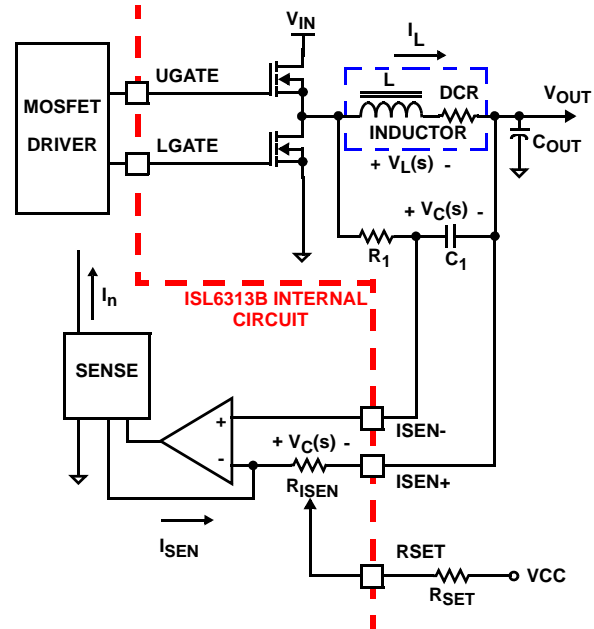 VIN
IL
UGATE
L
DCR
VOUT
MOSFET
DRIVER
LGATE
INDUCTOR
COUT
+ VL(s) -
+ VC(s) -
R1
C1
In
ISL6313B INTERNAL
CIRCUIT
SENSE
+
ISEN-
+ VC(s) -
-
RISEN
ISEN+
ISEN
RSET
VCC
RSET